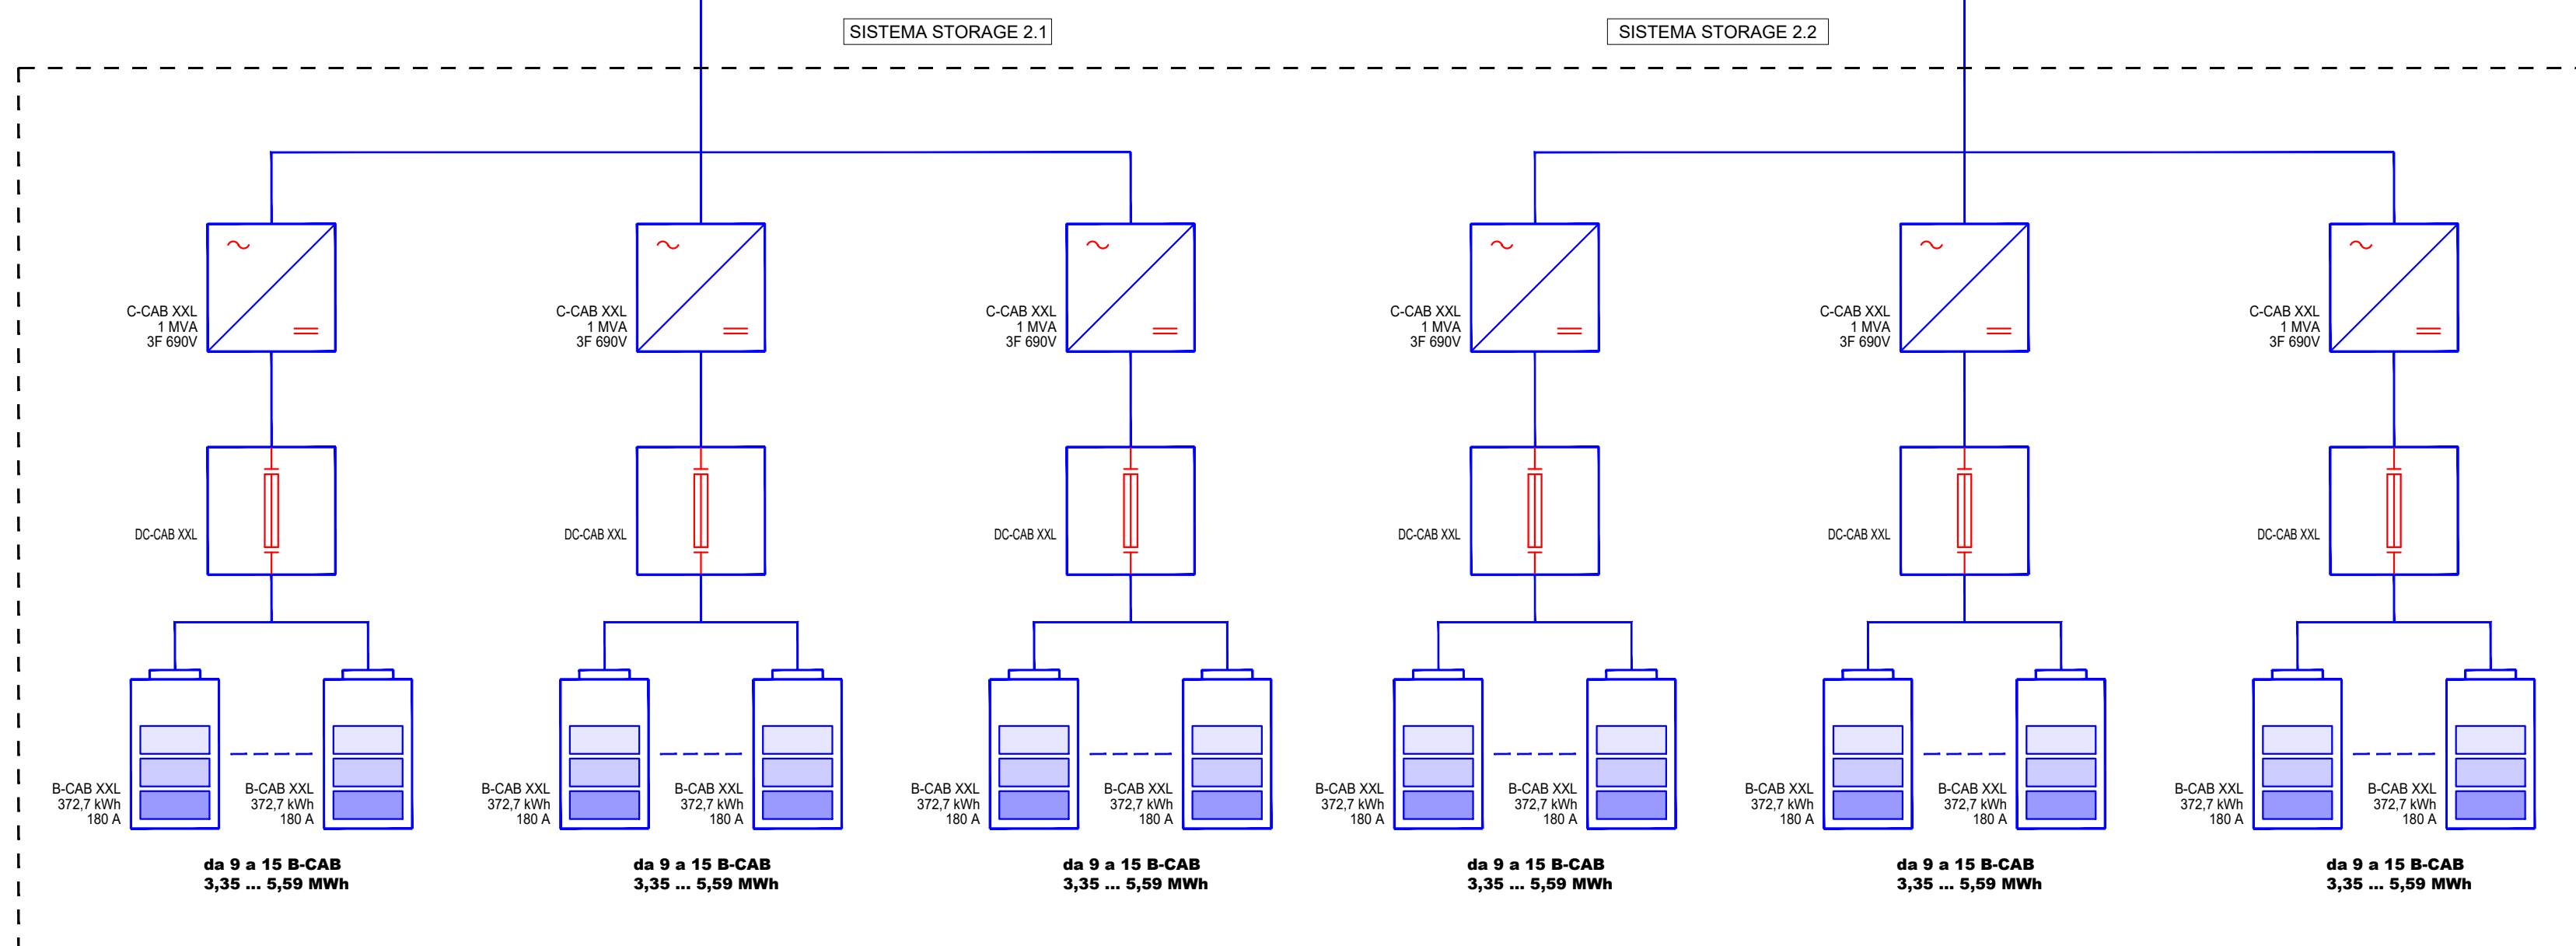 SISTEMA STORAGE 2.1
SISTEMA STORAGE 2.2
C-CAB XXL
1 MVA
3F 690V
C-CAB XXL
1 MVA
3F 690V
C-CAB XXL
1 MVA
3F 690V
C-CAB XXL
1 MVA
3F 690V
C-CAB XXL
1 MVA
3F 690V
C-CAB XXL
1 MVA
3F 690V
DC-CAB XXL
DC-CAB XXL
DC-CAB XXL
DC-CAB XXL
DC-CAB XXL
DC-CAB XXL
B-CAB XXL
372,7 kWh
180 A
B-CAB XXL
372,7 kWh
180 A
B-CAB XXL
372,7 kWh
180 A
B-CAB XXL
372,7 kWh
180 A
B-CAB XXL
372,7 kWh
180 A
B-CAB XXL
372,7 kWh
180 A
B-CAB XXL
372,7 kWh
180 A
B-CAB XXL
372,7 kWh
180 A
B-CAB XXL
372,7 kWh
180 A
B-CAB XXL
372,7 kWh
180 A
B-CAB XXL
372,7 kWh
180 A
B-CAB XXL
372,7 kWh
180 A
da 9 a 15 B-CAB
3,35 ... 5,59 MWh
da 9 a 15 B-CAB
3,35 ... 5,59 MWh
da 9 a 15 B-CAB
3,35 ... 5,59 MWh
da 9 a 15 B-CAB
3,35 ... 5,59 MWh
da 9 a 15 B-CAB
3,35 ... 5,59 MWh
da 9 a 15 B-CAB
3,35 ... 5,59 MWh